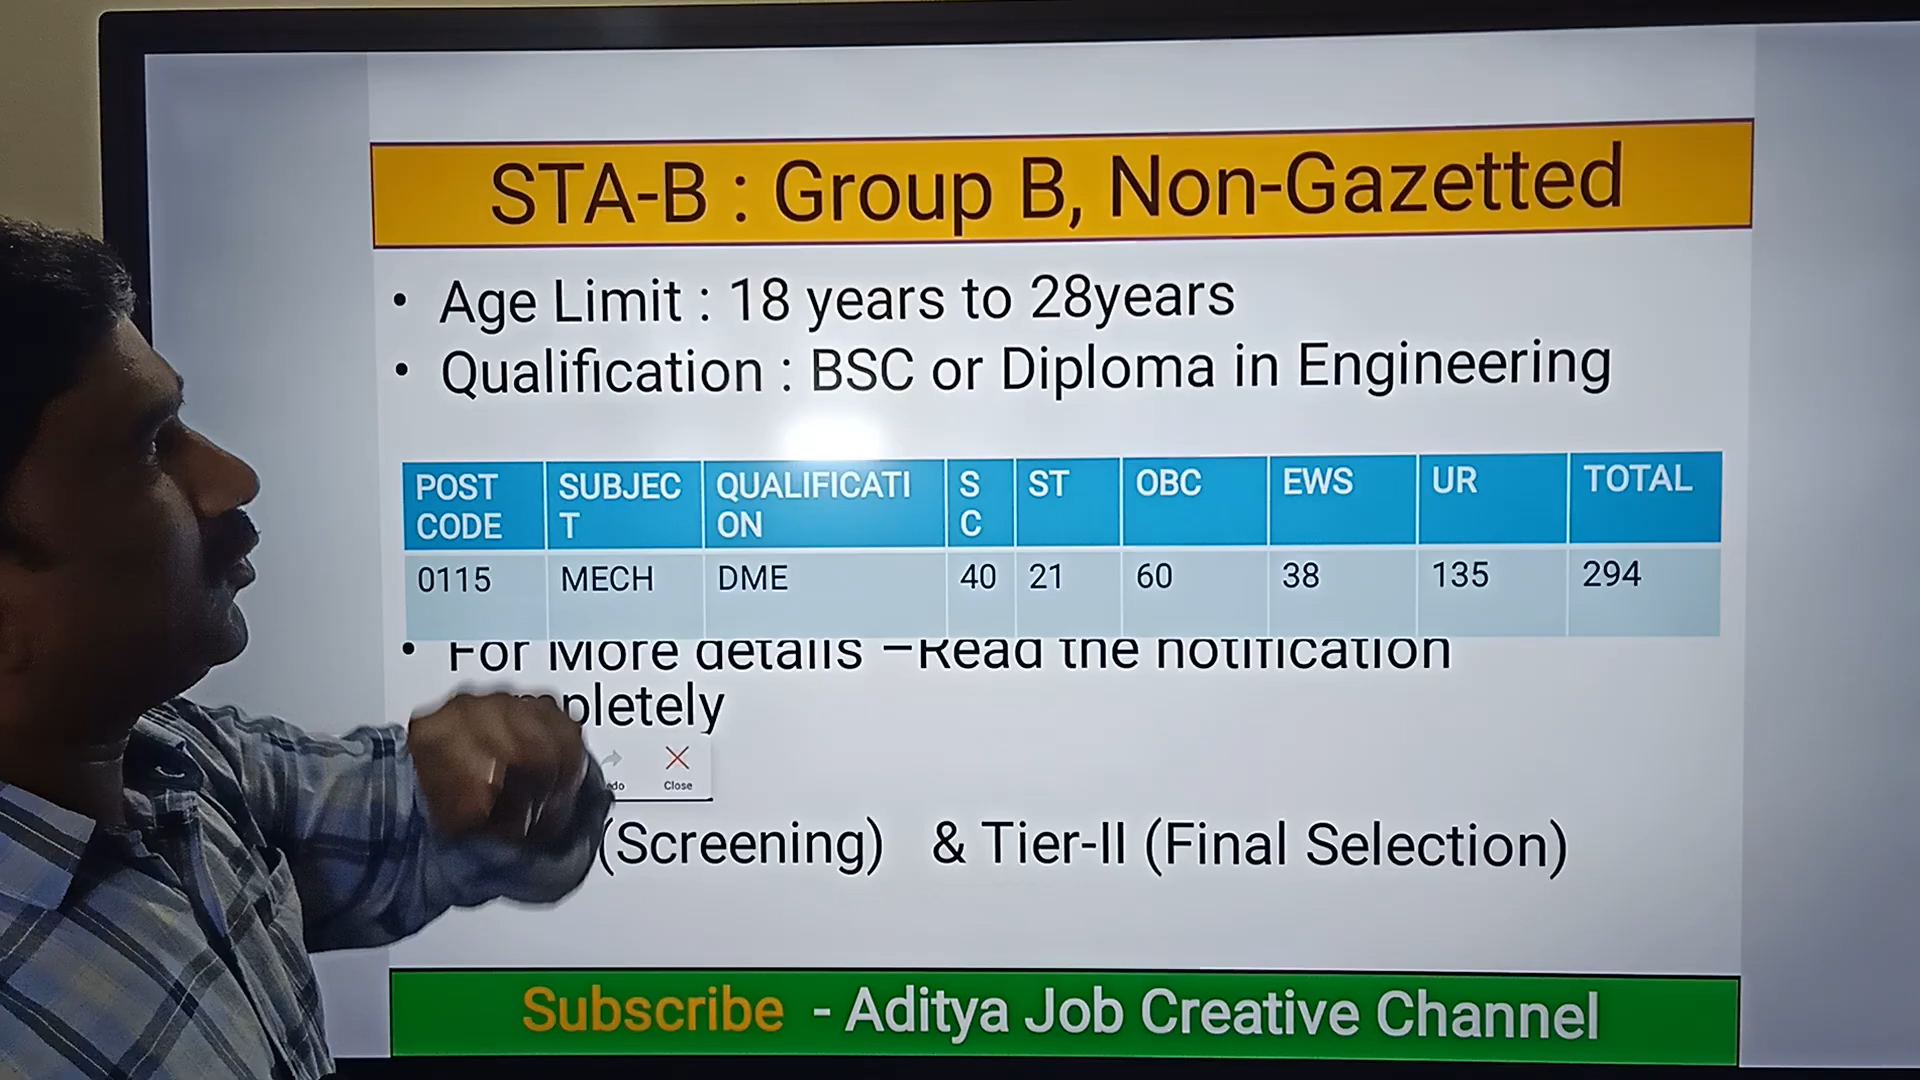 STA-B : Group B, Non-Gazetted
• Age Limit : 18 years to 28years
• Qualification : BSC or Diploma in Engineering
POST CODE SUBJECT QUALIFICATION SC ST OBC EWS UR TOTAL
0115 MECH DME 40 21 60 38 135 294
• For More details –Read the notification
pletely
Close
(Screening) & Tier-II (Final Selection)
Subscribe - Aditya Job Creative Channel